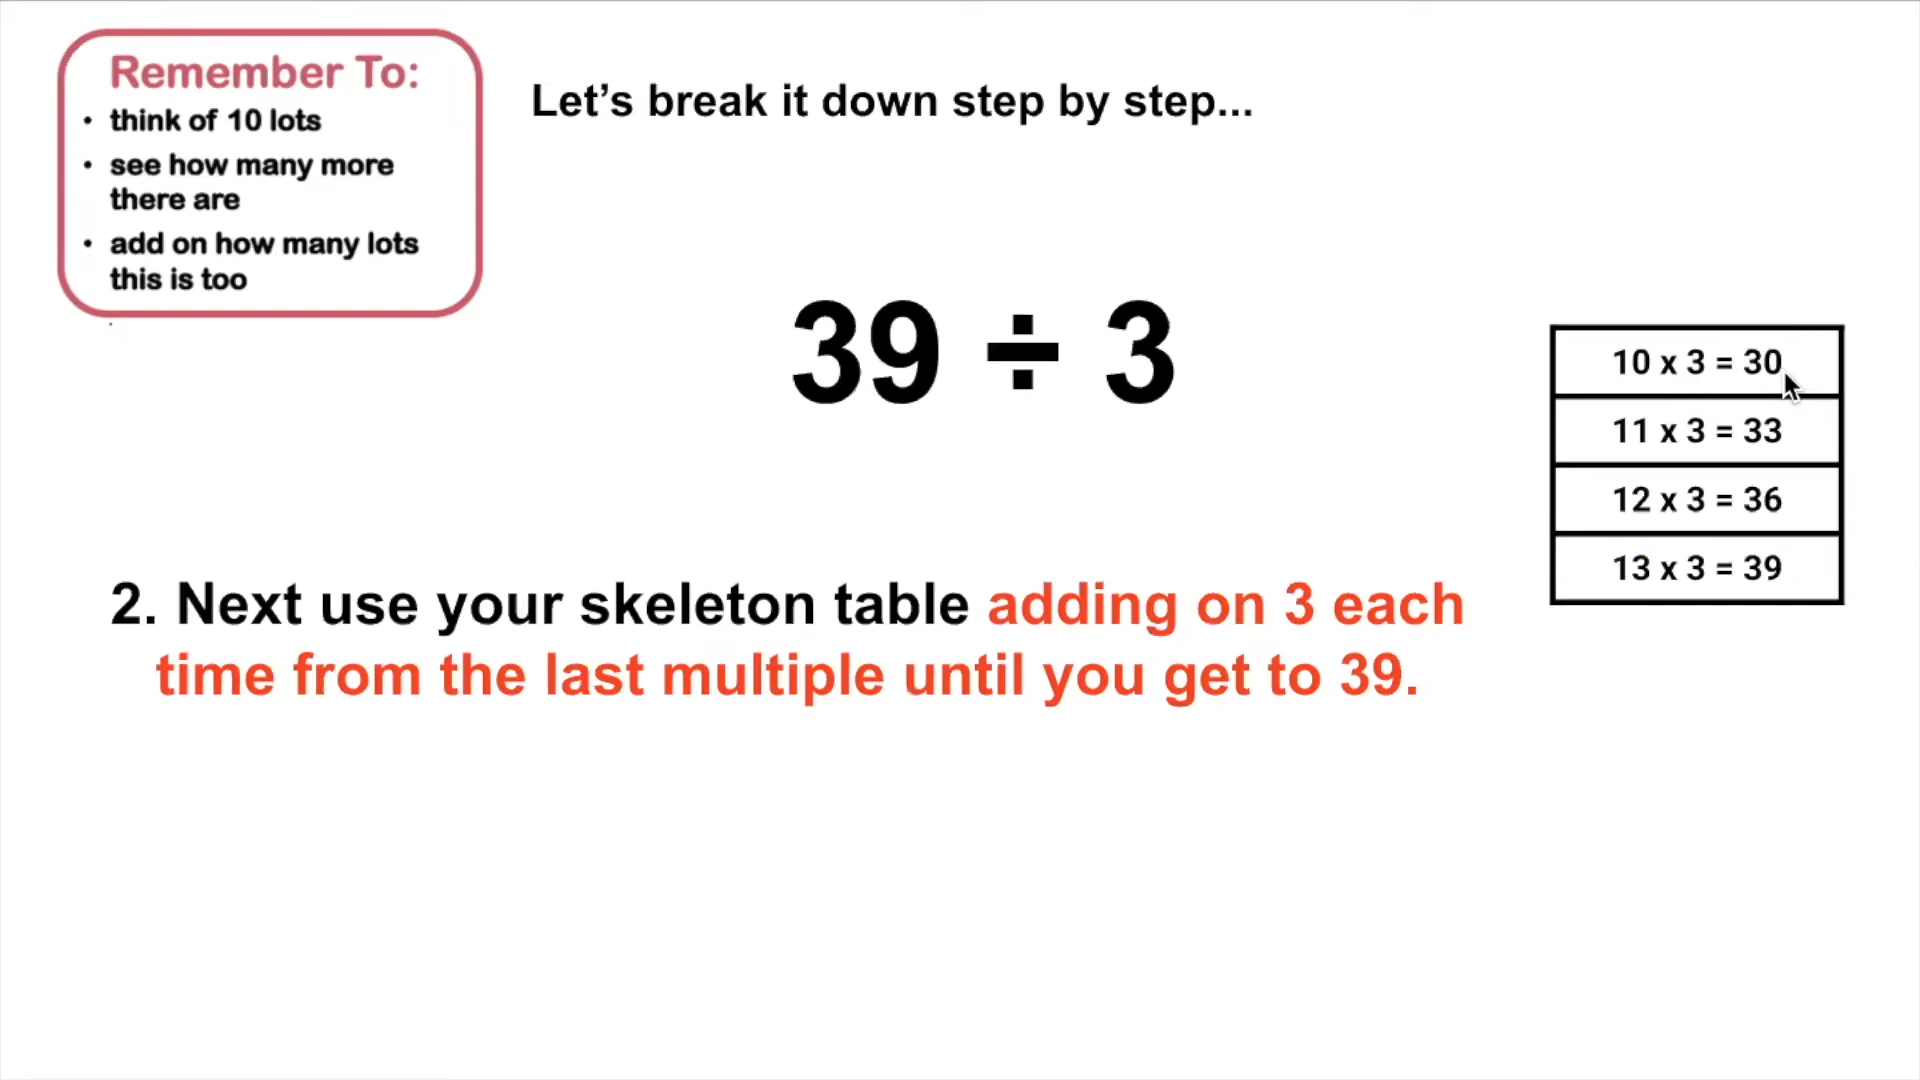 Remember To:
• think of 10 lots
• see how many more
there are
• add on how many lots
this is too
Let’s break it down step by step...
39 ÷ 3
10 x 3 = 30
11 x 3 = 33
12 x 3 = 36
13 x 3 = 39
2. Next use your skeleton table adding on 3 each
time from the last multiple until you get to 39.